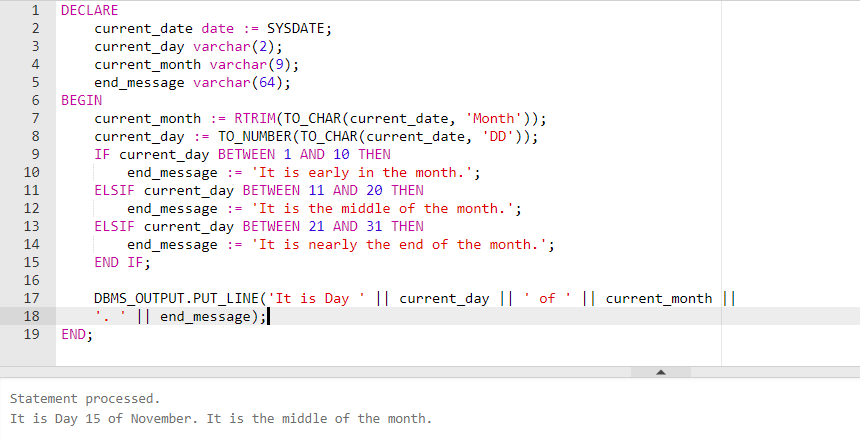 1 DECLARE
2 current_date date := SYSDATE;
3 current_day varchar(2);
4 current_month varchar(9);
5 end_message varchar(64);
6 BEGIN
7 current_month := RTRIM(TO_CHAR(current_date, 'Month'));
8 current_day := TO_NUMBER(TO_CHAR(current_date, 'DD'));
9 IF current_day BETWEEN 1 AND 10 THEN
10 end_message := 'It is early in the month.';
11 ELSIF current_day BETWEEN 11 AND 20 THEN
12 end_message := 'It is the middle of the month.';
13 ELSIF current_day BETWEEN 21 AND 31 THEN
14 end_message := 'It is nearly the end of the month.';
15 END IF;
16
17 DBMS_OUTPUT.PUT_LINE('It is Day ' || current_day || ' of ' || current_month ||
18 '. ' || end_message);
19 END;
Statement processed.
It is Day 15 of November. It is the middle of the month.